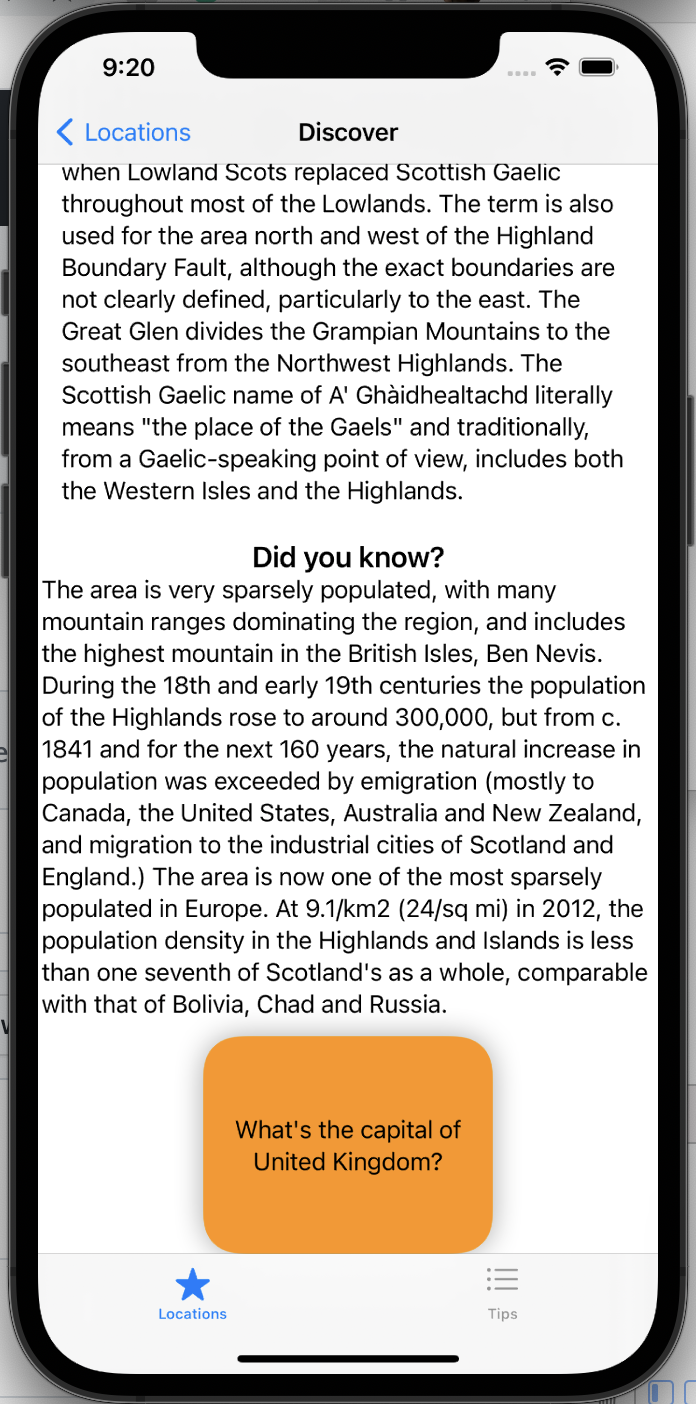 9:20
Locations
Discover
when Lowland Scots replaced Scottish Gaelic
throughout most of the Lowlands. The term is also
used for the area north and west of the Highland
Boundary Fault, although the exact boundaries are
not clearly defined, particularly to the east. The
Great Glen divides the Grampian Mountains to the
southeast from the Northwest Highlands. The
Scottish Gaelic name of A' Ghàidhealtachd literally
means "the place of the Gaels" and traditionally,
from a Gaelic-speaking point of view, includes both
the Western Isles and the Highlands.
Did you know?
The area is very sparsely populated, with many
mountain ranges dominating the region, and includes
the highest mountain in the British Isles, Ben Nevis.
During the 18th and early 19th centuries the population
of the Highlands rose to around 300,000, but from c.
1841 and for the next 160 years, the natural increase in
population was exceeded by emigration (mostly to
Canada, the United States, Australia and New Zealand,
and migration to the industrial cities of Scotland and
England.) The area is now one of the most sparsely
populated in Europe. At 9.1/km2 (24/sq mi) in 2012, the
population density in the Highlands and Islands is less
than one seventh of Scotland's as a whole, comparable
with that of Bolivia, Chad and Russia.
What's the capital of
United Kingdom?
Locations
Tips